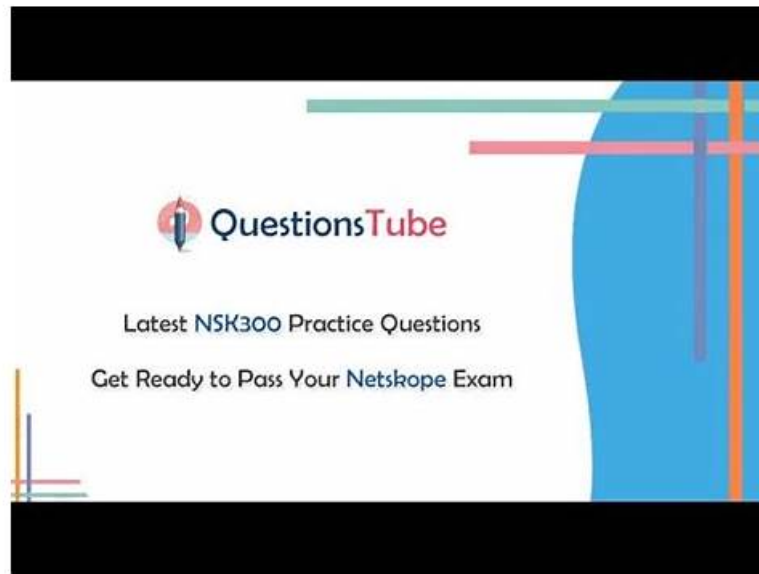 QuestionsTube
Latest NSK300 Practice Questions
Get Ready to Pass Your Netskope Exam